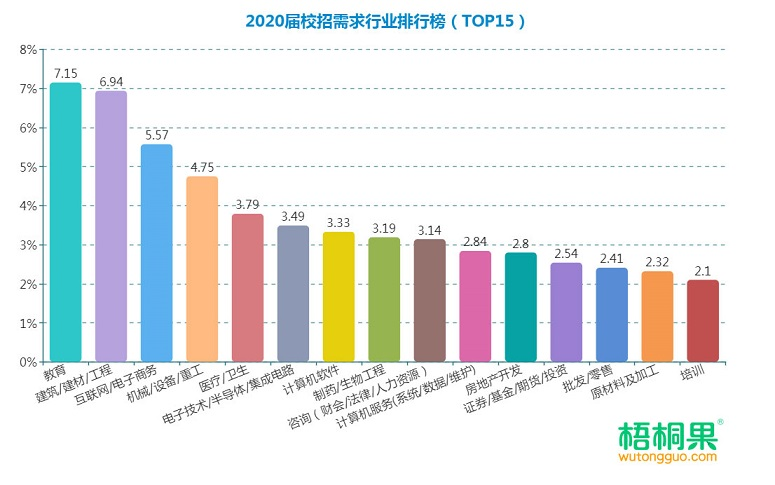 2020届校招需求行业排行榜（TOP15）
8%
7%
6%
5%
4%
3%
2%
1%
0%
7.15
6.94
5.57
4.75
3.79
3.49
3.33
3.19
3.14
2.84
2.8
2.54
2.41
2.32
2.1
教育
建筑/建材/工程
互联网/电子商务
机械/设备/重工
医疗/卫生
电子技术/半导体/集成电路
计算机软件
制药/生物工程
咨询（财会/法律/人力资源）
计算机服务(系统/数据/维护)
房地产开发
证券/基金/期货/投资
批发/零售
原材料及加工
培训
梧桐果®
wutongguo.com